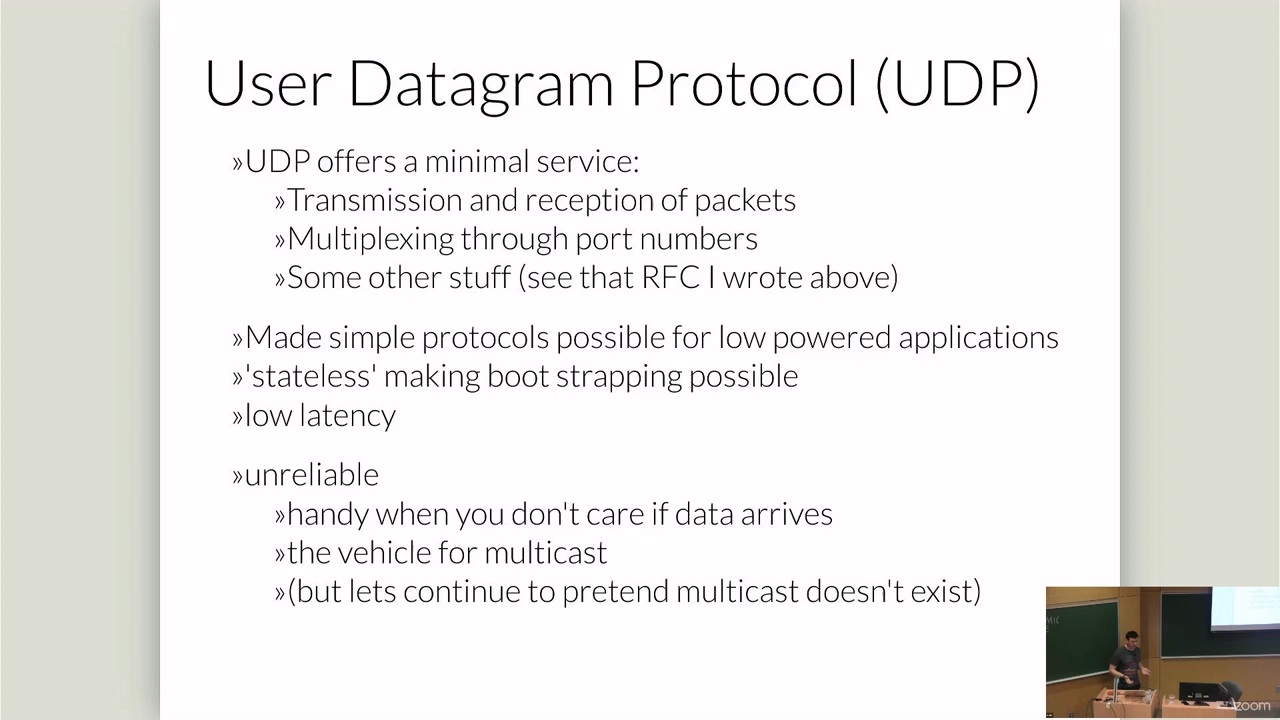 User Datagram Protocol (UDP)
»UDP offers a minimal service:
»Transmission and reception of packets
»Multiplexing through port numbers
»Some other stuff (see that RFC I wrote above)
»Made simple protocols possible for low powered applications
»'stateless' making boot strapping possible
»low latency
»unreliable
»handy when you don't care if data arrives
»the vehicle for multicast
»(but lets continue to pretend multicast doesn't exist)
zoom